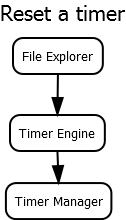 Reset a timer
File Explorer
Timer Engine
Timer Manager